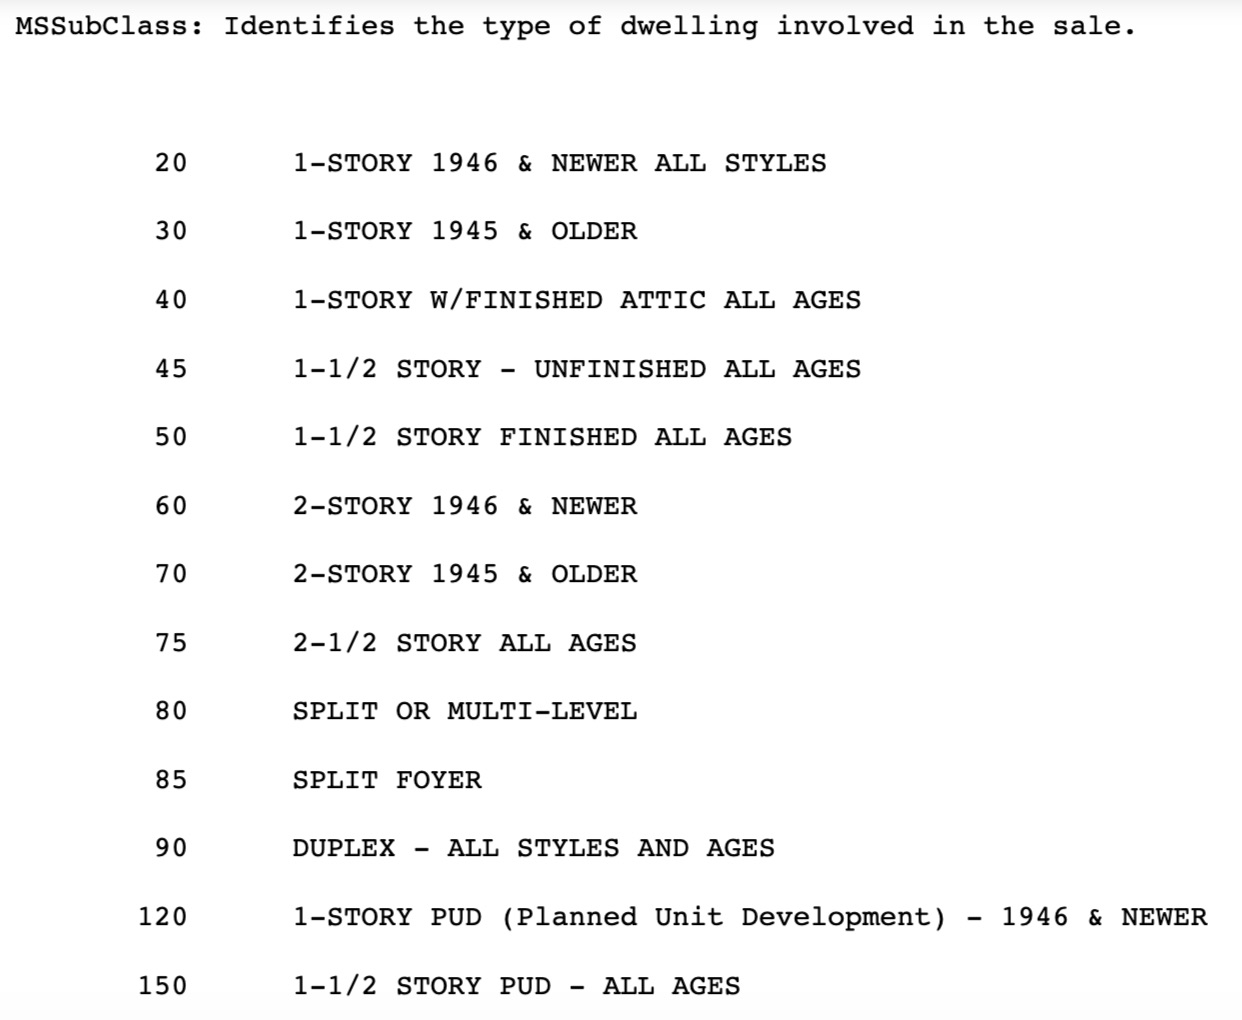 MSSubClass: Identifies the type of dwelling involved in the sale.
20 1-STORY 1946 & NEWER ALL STYLES
30 1-STORY 1945 & OLDER
40 1-STORY W/FINISHED ATTIC ALL AGES
45 1-1/2 STORY - UNFINISHED ALL AGES
50 1-1/2 STORY FINISHED ALL AGES
60 2-STORY 1946 & NEWER
70 2-STORY 1945 & OLDER
75 2-1/2 STORY ALL AGES
80 SPLIT OR MULTI-LEVEL
85 SPLIT FOYER
90 DUPLEX - ALL STYLES AND AGES
120 1-STORY PUD (Planned Unit Development) - 1946 & NEWER
150 1-1/2 STORY PUD - ALL AGES